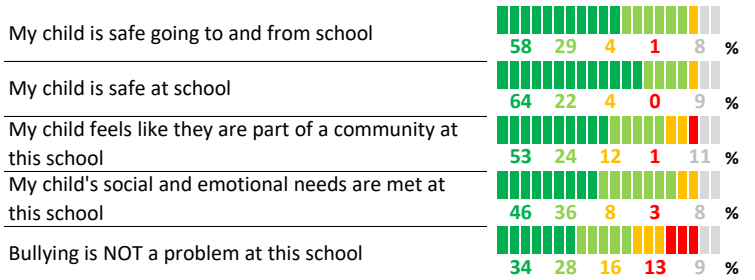 My child is safe going to and from school
58 29 4 1 8 %
My child is safe at school
64 22 4 0 9 %
My child feels like they are part of a community at
this school
53 24 12 1 11 %
My child's social and emotional needs are met at
this school
46 36 8 3 8 %
Bullying is NOT a problem at this school
34 28 16 13 9 %